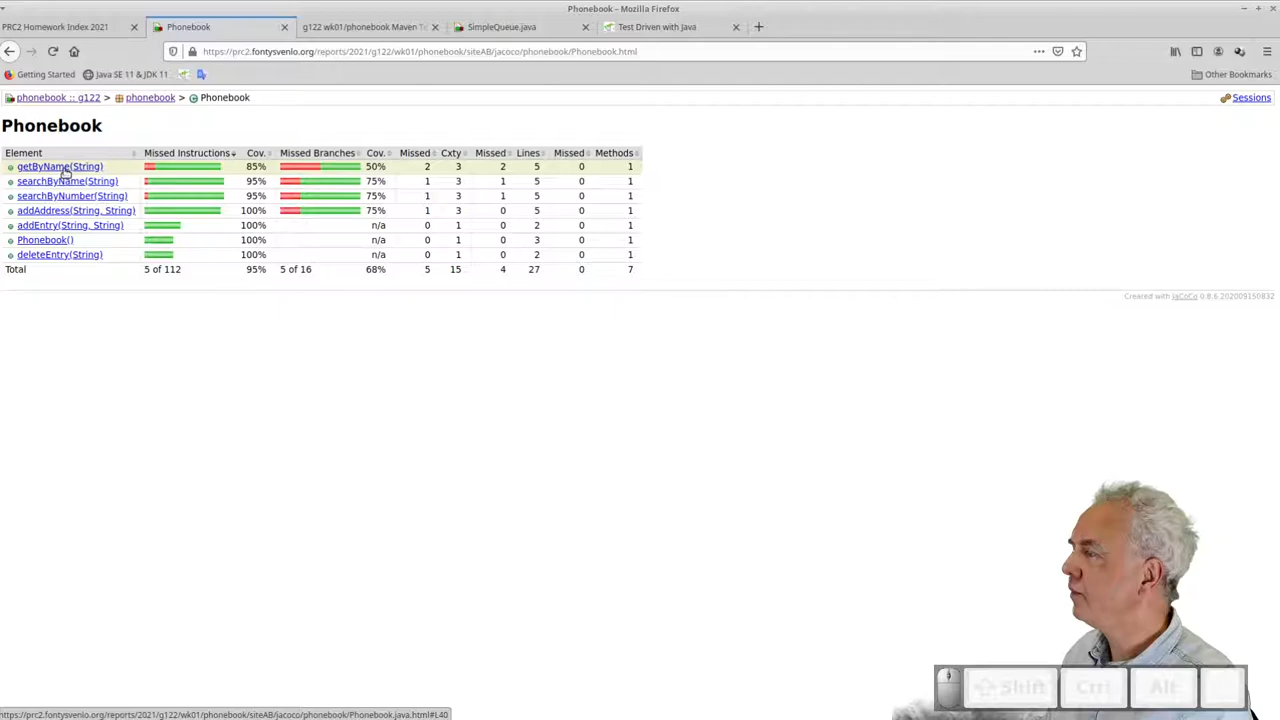 Phonebook - Mozilla Firefox
PRC2 Homework Index 2021
Phonebook
g122 wk01/phonebook Maven Te
SimpleQueue.java
Test Driven with Java
https://prc2.fontysvenlo.org/reports/2021/g122/wk01/phonebook/siteAB/jacoco/phonebook/Phonebook.html
Getting Started Java SE 11 & JDK 11 Other Bookmarks
phonebook :: g122 > phonebook > Phonebook Sessions
Phonebook
Element Missed Instructions Cov. Missed Branches Cov. Missed Cxty Missed Lines Missed Methods
getByName(String) 85% 50% 2 3 2 5 0 1
searchByName(String) 95% 75% 1 3 1 5 0 1
searchByNumber(String) 95% 75% 1 3 1 5 0 1
addAddress(String, String) 100% 75% 1 3 0 5 0 1
addEntry(String, String) 100% n/a 0 1 0 2 0 1
Phonebook() 100% n/a 0 1 0 3 0 1
deleteEntry(String) 100% n/a 0 1 0 2 0 1
Total 5 of 112 95% 5 of 16 68% 5 15 4 27 0 7
Created with JaCoCo 0.8.6.202009150832
Shift Ctrl Alt
https://prc2.fontysvenlo.org/reports/2021/g122/wk01/phonebook/siteAB/jacoco/phonebook/Phonebook.java.html#L40